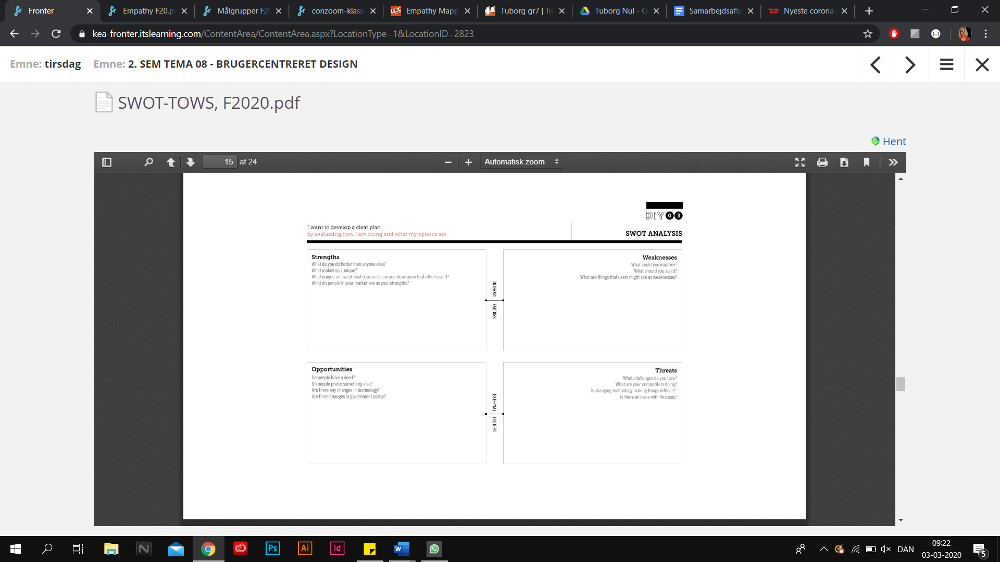 Fronter
Empathy F20.p
Målgrupper F20
conzoom-klass
Empathy Mapp
Tuborg gr7 | Tr
Tuborg Nul - G
Samarbejdsafta
Nyeste corona-
kea-fronter.itslearning.com/ContentArea/ContentArea.aspx?LocationType=1&LocationID=2823
Emne: tirsdag Emne: 2. SEM TEMA 08 - BRUGERCENTRERET DESIGN
SWOT-TOWS, F2020.pdf
Hent
15 af 24
Automatisk zoom
DIY 0 3
I want to develop a clear plan
by evaluating how I am doing and what my options are
SWOT ANALYSIS
Strengths
What do you do better than anyone else?
What makes you unique?
What unique or lowest-cost resources can you draw upon that others can't?
What do people in your market see as your strengths?
INTERNAL FACTORS
Weaknesses
What could you improve?
What should you avoid?
What are things that users might see as weaknesses?
Opportunities
Do people have a need?
Do people prefer something else?
Are there any changes in technology?
Are there changes in government policy?
EXTERNAL FACTORS
Threats
What challenges do you face?
What are your competitors doing?
Is changing technology making things difficult?
Is there an issue with finances?
Ps
Ai
Id
DAN
09:22
03-03-2020
5